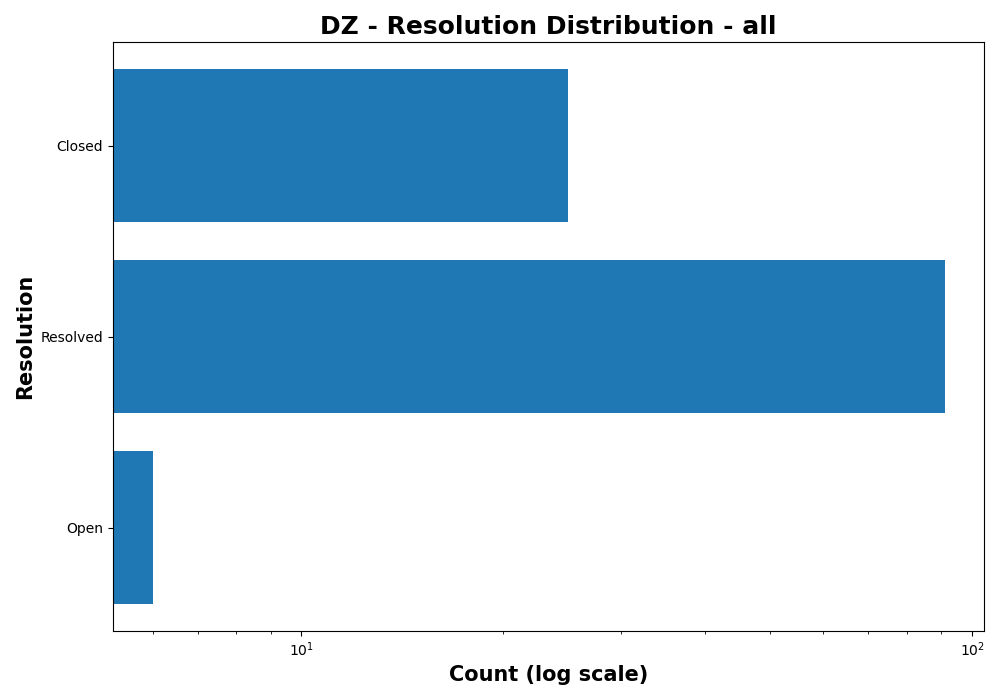 DZ - Resolution Distribution - all
Closed
Resolved
Open
Resolution
10¹
10²
Count (log scale)